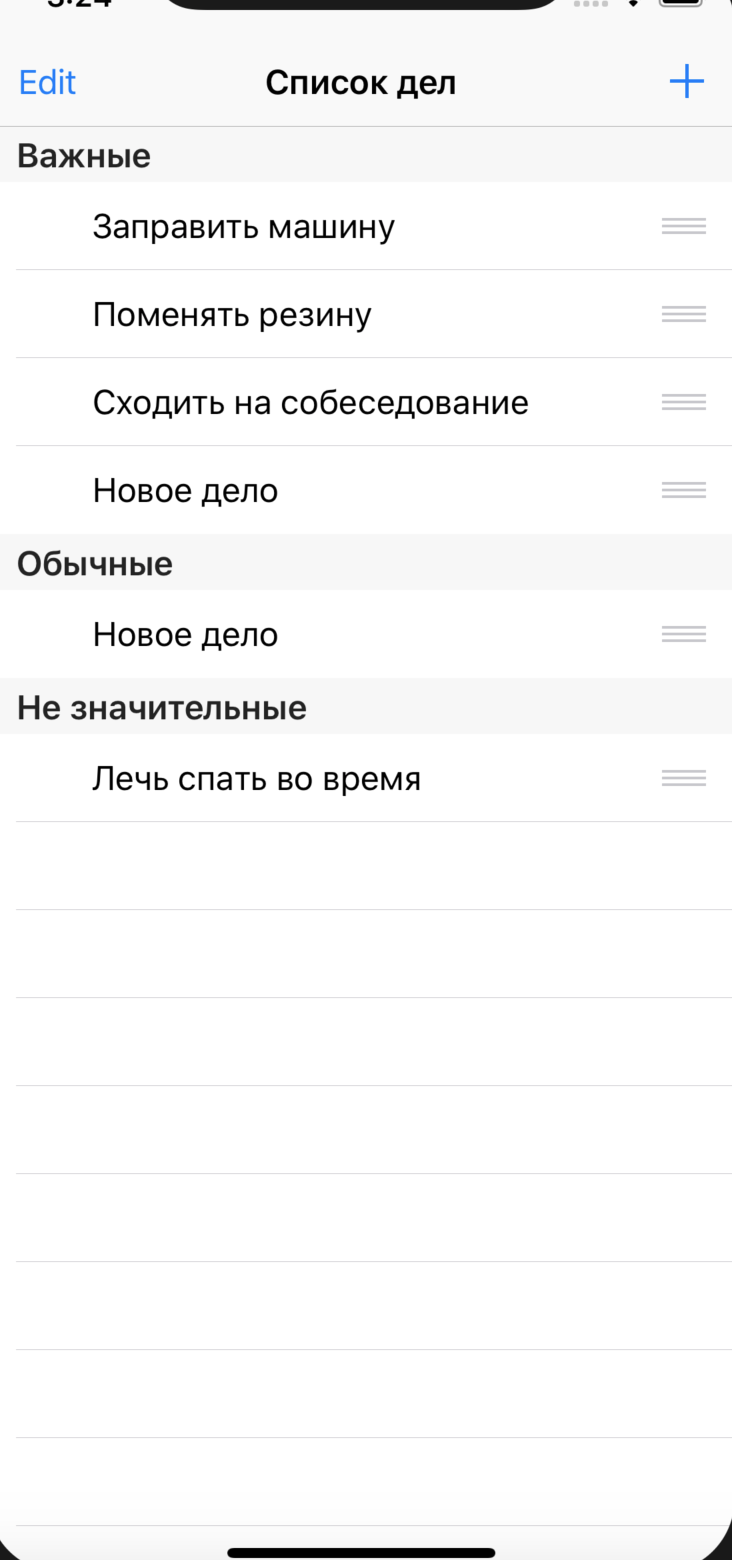 Edit
Список дел
Важные
Заправить машину
Поменять резину
Сходить на собеседование
Новое дело
Обычные
Новое дело
Не значительные
Лечь спать во время